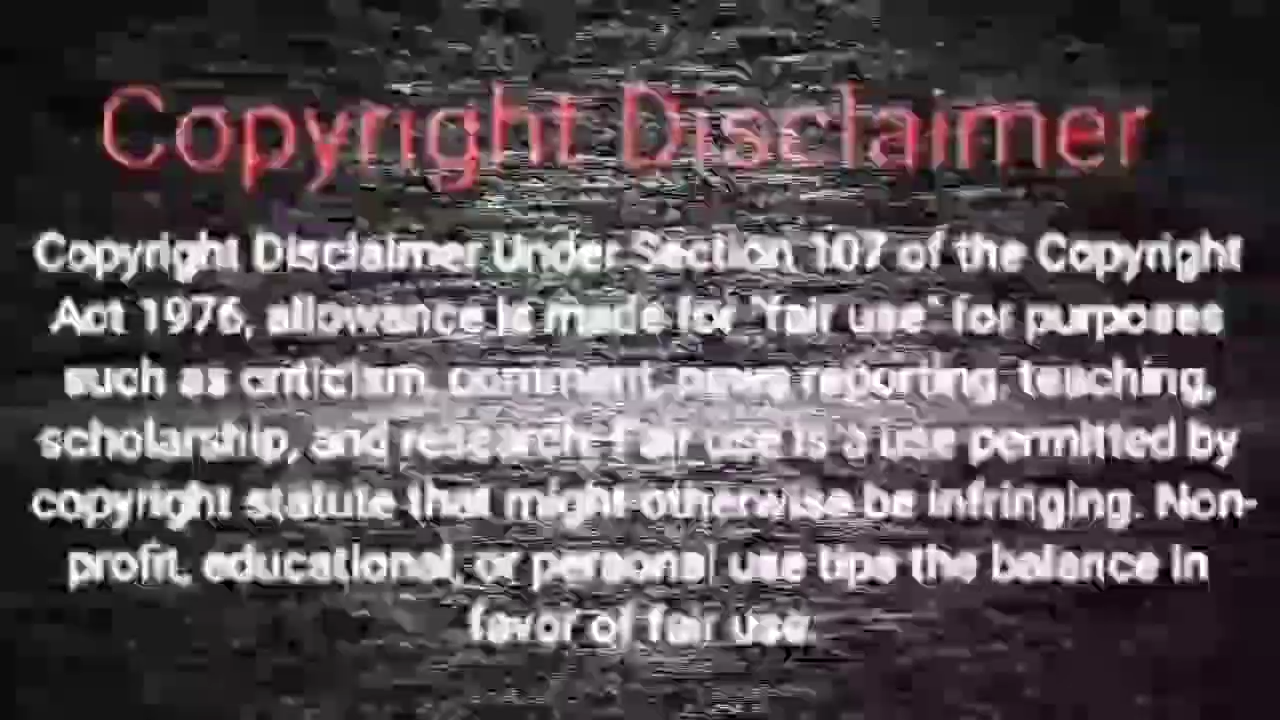 Copyright Disclaimer
Copyright Disclaimer Under Section 107 of the Copyright
Act 1976, allowance is made for "fair use" for purposes
such as criticism, comment, news reporting, teaching,
scholarship, and research. Fair use is a use permitted by
copyright statute that might otherwise be infringing. Non-
profit, educational, or personal use tips the balance in
favor of fair use.